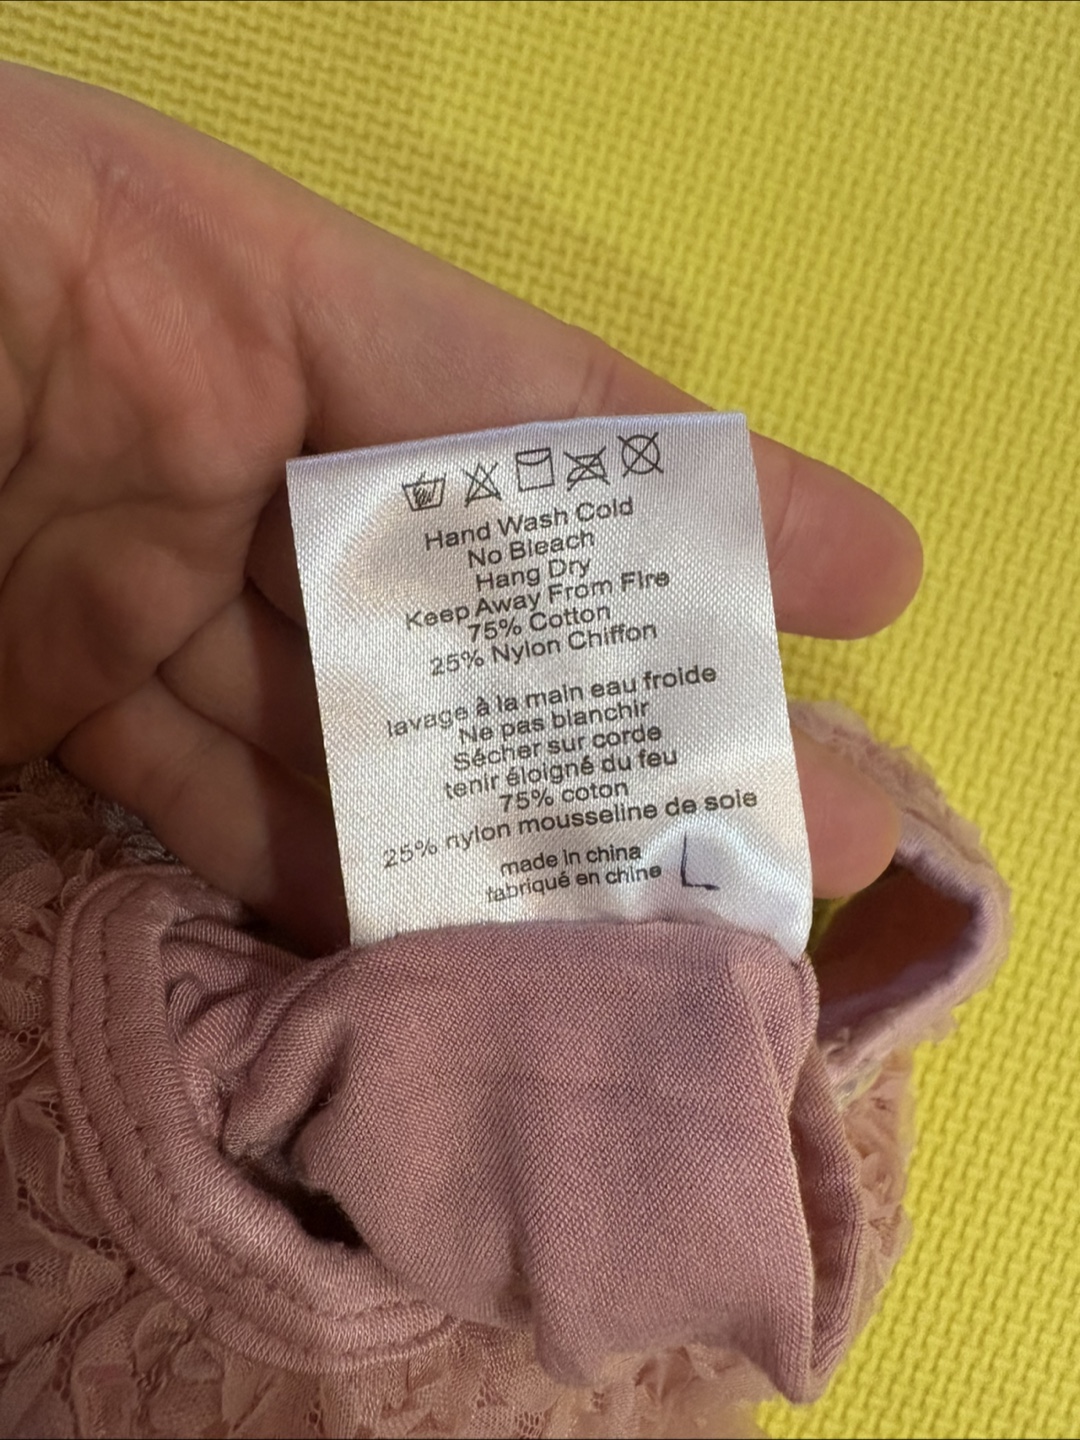 Hand Wash Cold
No Bleach
Hang Dry
Keep Away From Fire
75% Cotton
25% Nylon Chiffon
lavage à la main eau froide
Ne pas blanchir
Sécher sur corde
tenir éloigné du feu
75% coton
25% nylon mousseline de soie
made in china
fabriqué en chine L